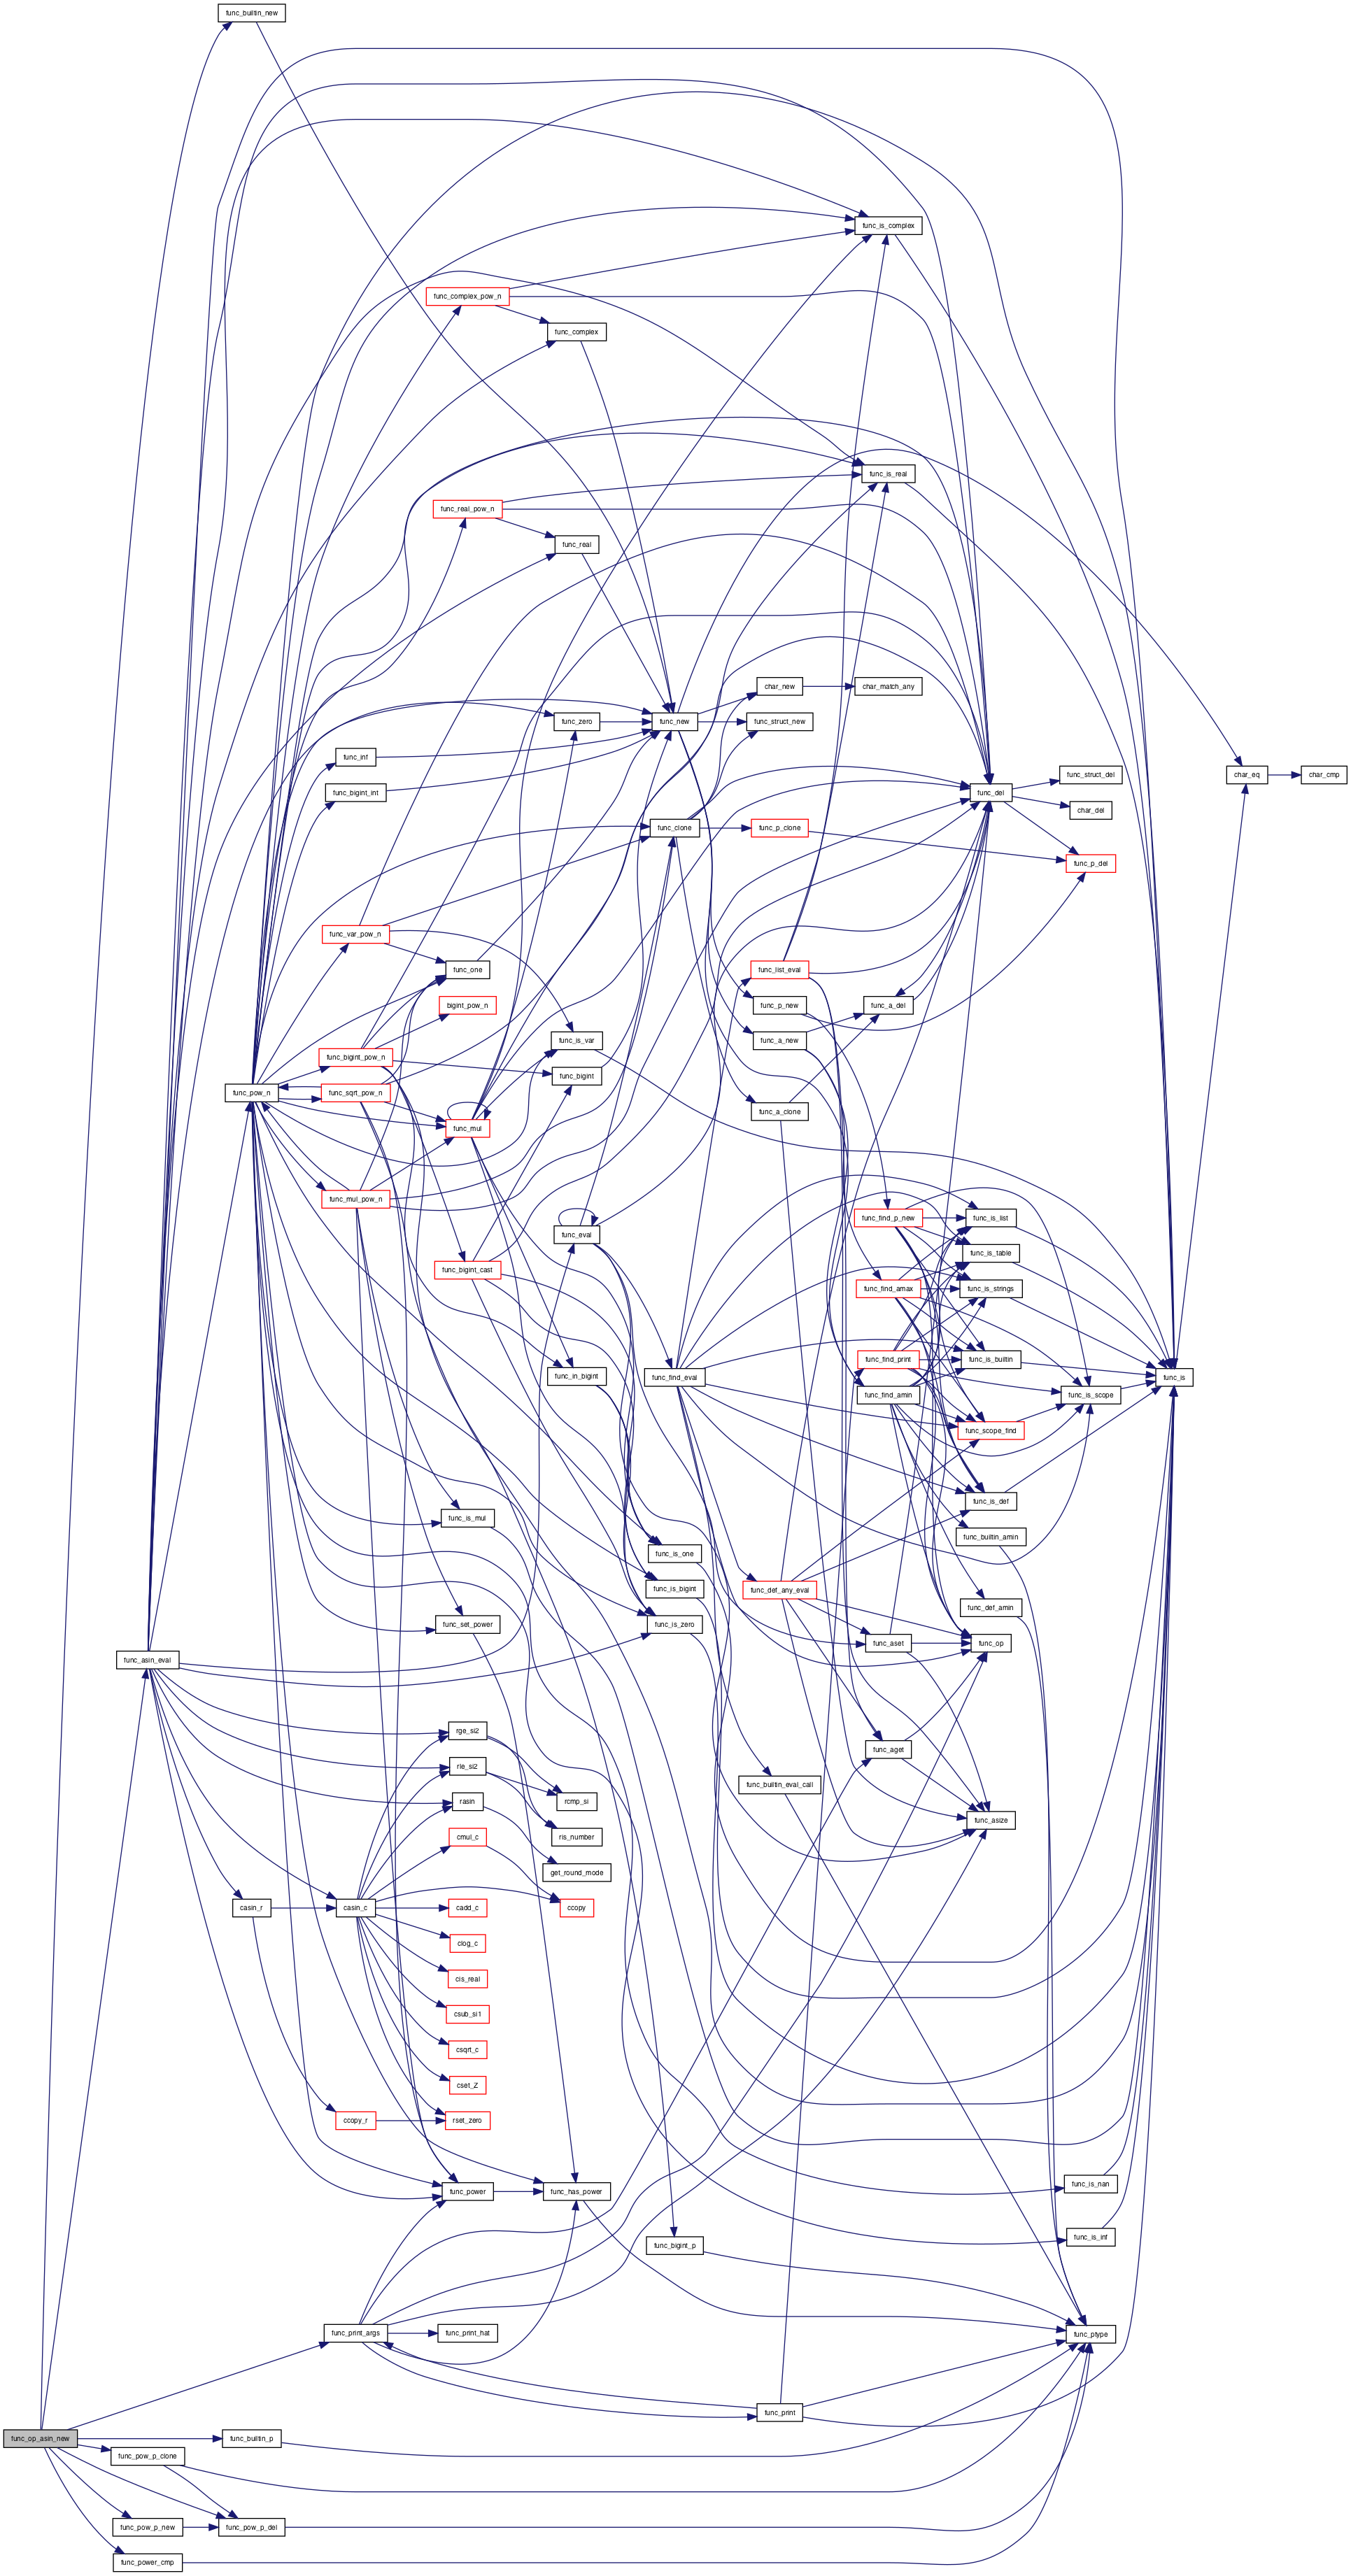 func_builtin_new
func_is_complex
func_complex_pow_n
func_complex
func_is_real
func_real_pow_n
func_real
char_new
char_match_any
func_zero
func_new
func_struct_new
func_inf
func_bigint_int
func_del
func_struct_del
char_eq
char_cmp
char_del
func_clone
func_p_clone
func_p_del
func_var_pow_n
func_one
func_list_eval
bigint_pow_n
func_p_new
func_a_del
func_is_var
func_a_new
func_bigint_pow_n
func_bigint
func_pow_n
func_sqrt_pow_n
func_mul
func_a_clone
func_mul_pow_n
func_find_p_new
func_is_list
func_eval
func_is_table
func_bigint_cast
func_find_amax
func_is_strings
func_find_print
func_is_builtin
func_in_bigint
func_find_eval
func_is
func_find_amin
func_is_scope
func_scope_find
func_is_def
func_is_mul
func_builtin_amin
func_is_one
func_is_bigint
func_def_any_eval
func_def_amin
func_set_power
func_is_zero
func_aset
func_op
func_asin_eval
rge_si2
func_aget
rle_si2
func_builtin_eval_call
rcmp_si
rasin
func_asize
ris_number
cmul_c
get_round_mode
casin_r
casin_c
cadd_c
ccopy
clog_c
cis_real
csub_si1
csqrt_c
cset_Z
ccopy_r
rset_zero
func_is_nan
func_power
func_has_power
func_is_inf
func_bigint_p
func_print_args
func_print_hat
func_ptype
func_print
func_op_asin_new
func_builtin_p
func_pow_p_clone
func_pow_p_new
func_pow_p_del
func_power_cmp